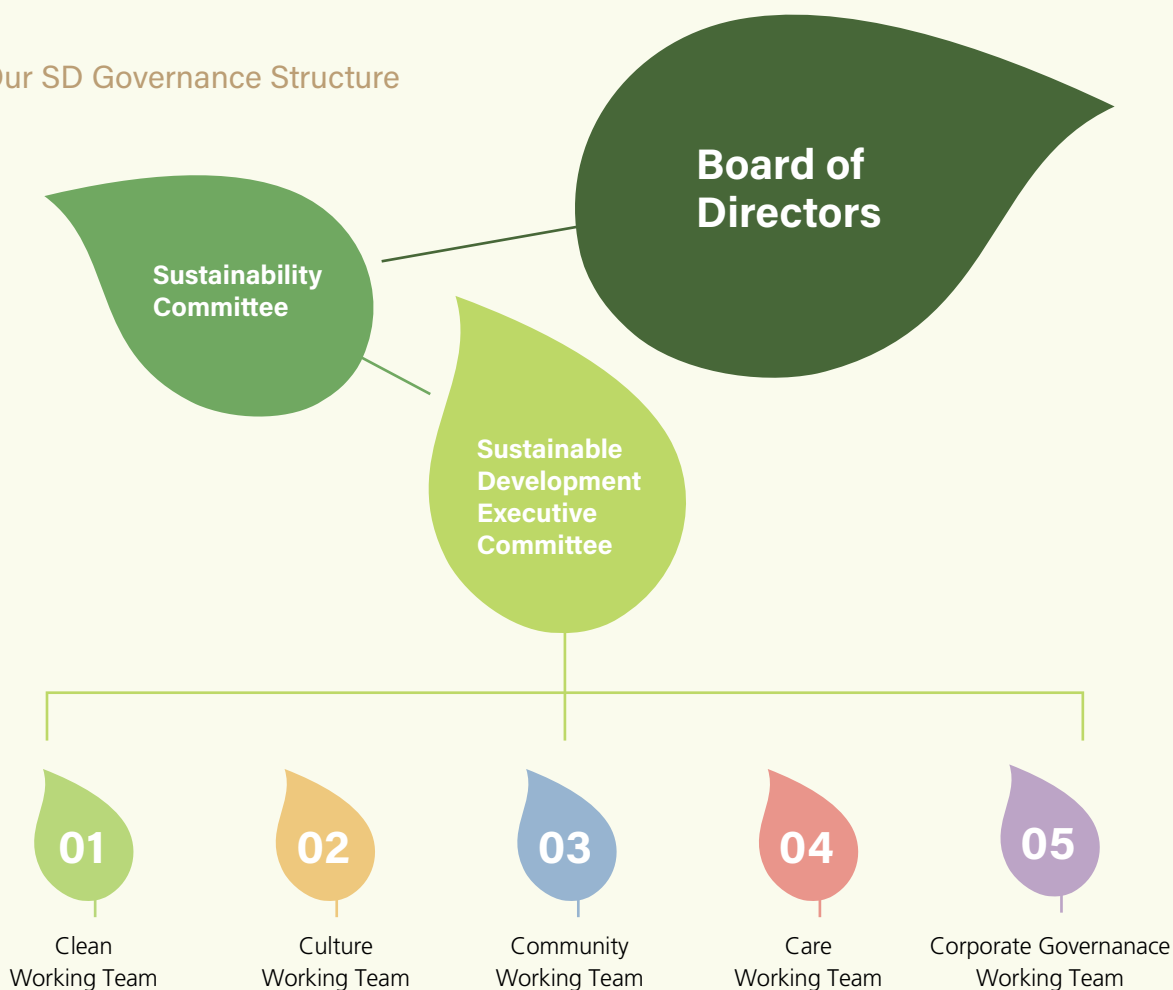 Our SD Governance Structure
Board of
Directors
Sustainability
Committee
Sustainable
Development
Executive
Committee
01
02
03
04
05
Clean
Working Team
Culture
Working Team
Community
Working Team
Care
Working Team
Corporate Governanace
Working Team